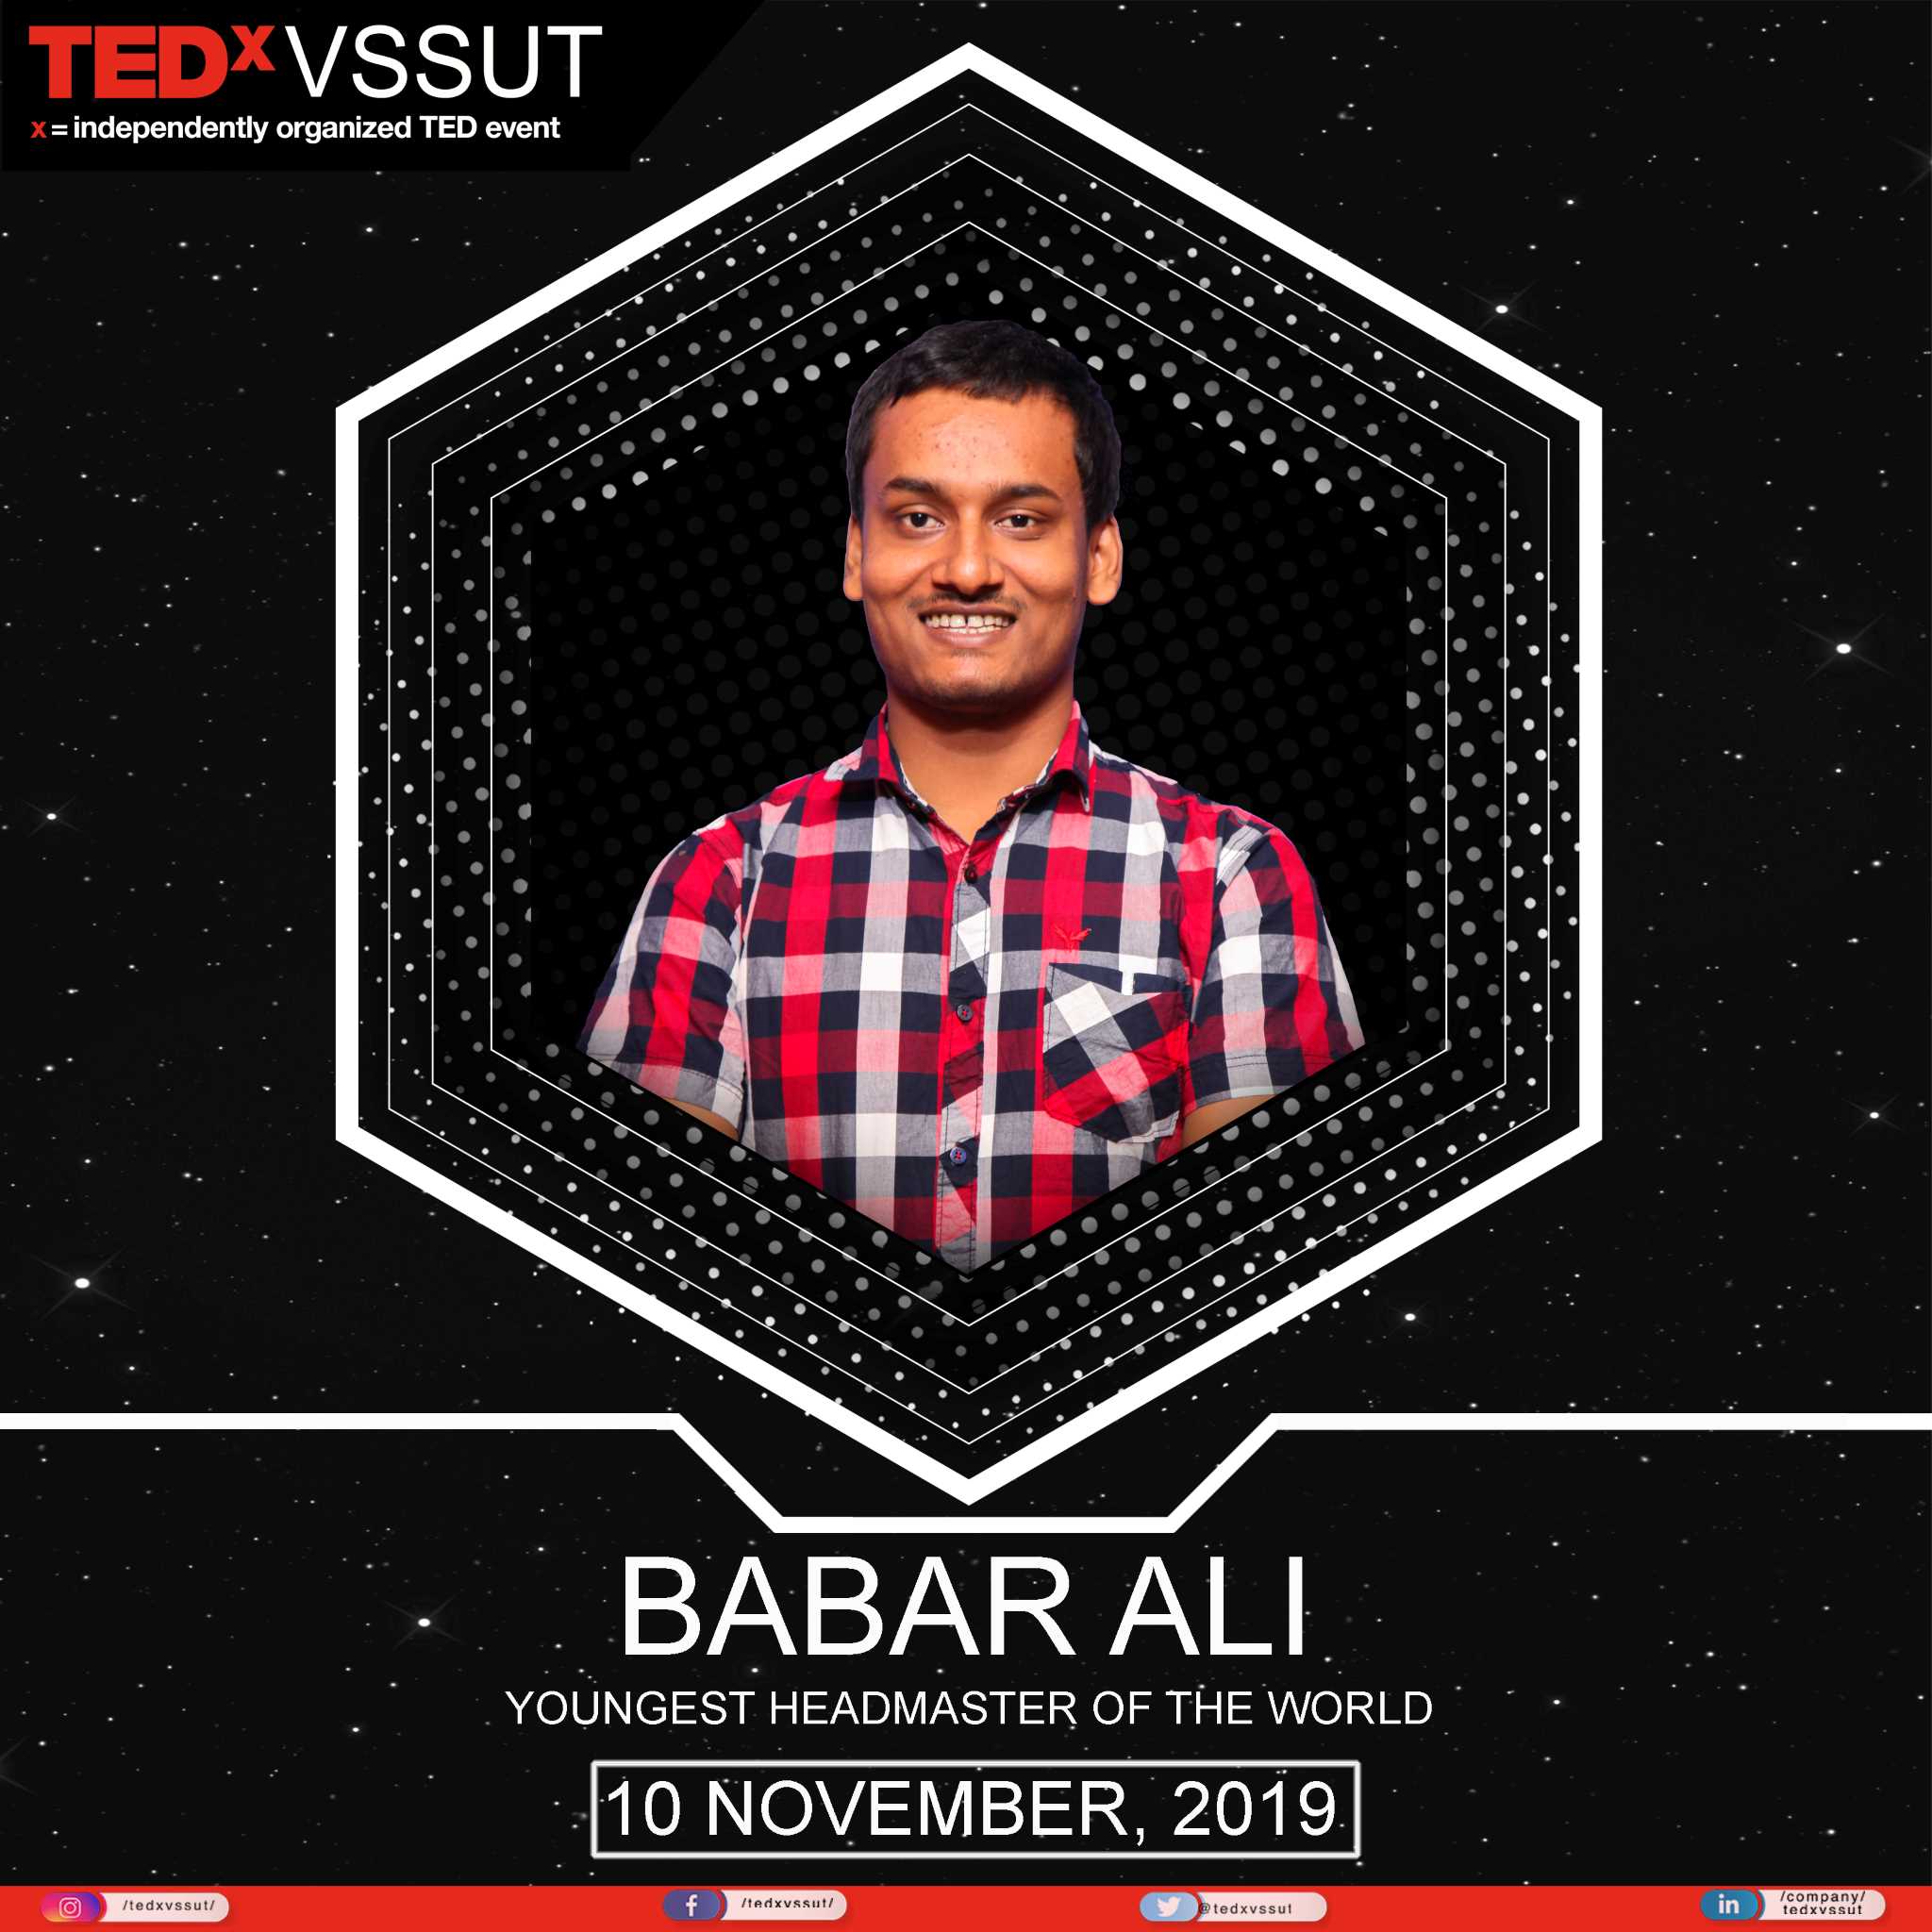 TEDxVSSUT
x = independently organized TED event
BABAR ALI
YOUNGEST HEADMASTER OF THE WORLD
10 NOVEMBER, 2019
/tedxvssut/
/tedxvssut/
@tedxvssut
in
/company/
tedxvssut